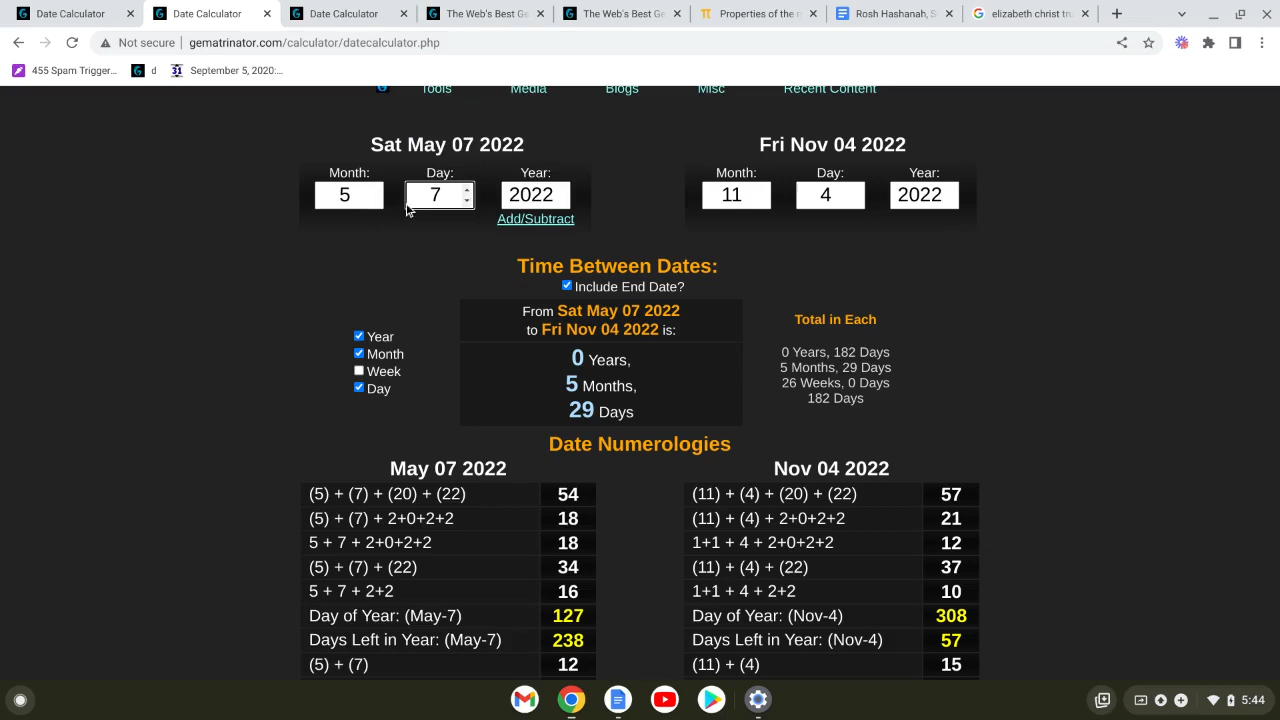 Date Calculator
Date Calculator
Date Calculator
The Web's Best Ge
The Web's Best Ge
Properties of the
Rosh Hashanah, S
elizabeth christ tru
Not secure | gematrinator.com/calculator/datecalculator.php
455 Spam Trigger...
d
31
September 5, 2020:...
Tools
Media
Blogs
Misc
Recent Content
Sat May 07 2022
Fri Nov 04 2022
Month: Day: Year:
5 7 2022
Add/Subtract
Month: Day: Year:
11 4 2022
Time Between Dates:
Include End Date?
From Sat May 07 2022
to Fri Nov 04 2022 is:
0 Years,
5 Months,
29 Days
Year
Month
Week
Day
Total in Each
0 Years, 182 Days
5 Months, 29 Days
26 Weeks, 0 Days
182 Days
Date Numerologies
May 07 2022
(5) + (7) + (20) + (22) 54
(5) + (7) + 2+0+2+2 18
5 + 7 + 2+0+2+2 18
(5) + (7) + (22) 34
5 + 7 + 2+2 16
Day of Year: (May-7) 127
Days Left in Year: (May-7) 238
(5) + (7) 12
Nov 04 2022
(11) + (4) + (20) + (22) 57
(11) + (4) + 2+0+2+2 21
1+1 + 4 + 2+0+2+2 12
(11) + (4) + (22) 37
1+1 + 4 + 2+2 10
Day of Year: (Nov-4) 308
Days Left in Year: (Nov-4) 57
(11) + (4) 15
5:44